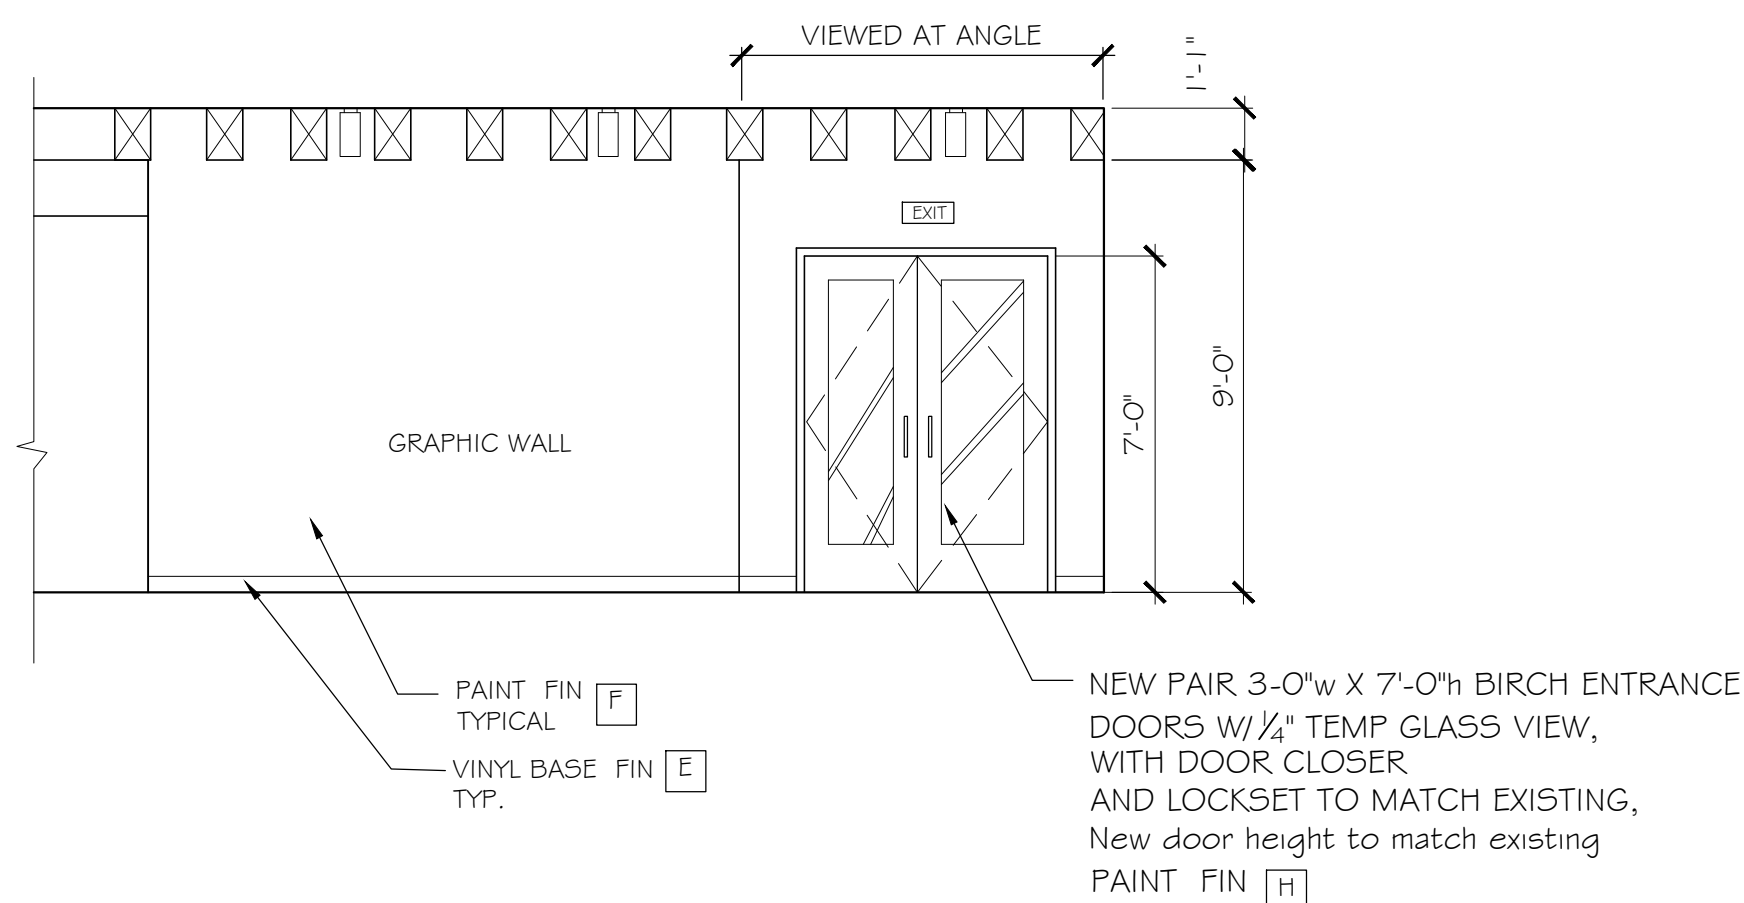 VIEWED AT ANGLE
1'-1"
EXIT
9'-0"
7'-0"
GRAPHIC WALL
PAINT FIN F
TYPICAL
VINYL BASE FIN E
TYP.
NEW PAIR 3-0"w X 7'-0"h BIRCH ENTRANCE
DOORS W/ 1/4" TEMP GLASS VIEW,
WITH DOOR CLOSER
AND LOCKSET TO MATCH EXISTING,
New door height to match existing
PAINT FIN H